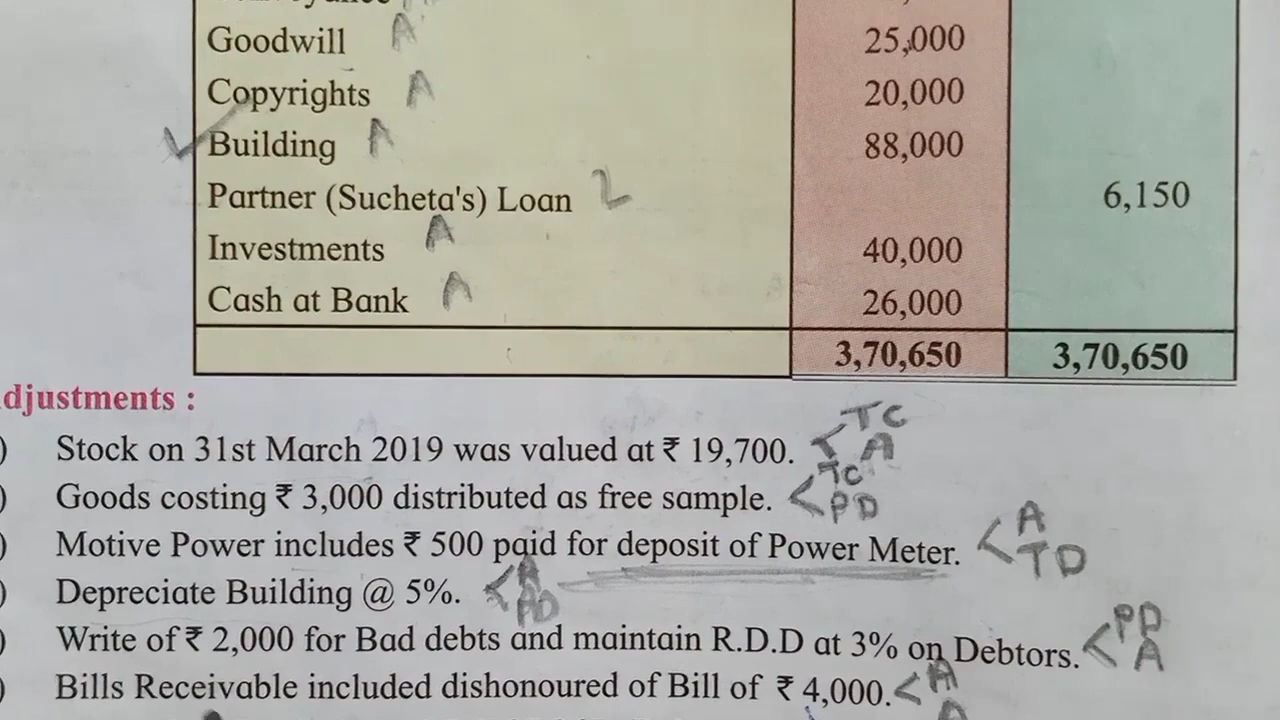 Goodwill A 25,000
Copyrights A 20,000
Building A 88,000
Partner (Sucheta's) Loan L 6,150
Investments A 40,000
Cash at Bank A 26,000
3,70,650 3,70,650
djustments :
) Stock on 31st March 2019 was valued at ₹ 19,700. < TC A
) Goods costing ₹ 3,000 distributed as free sample. < TC PD
) Motive Power includes ₹ 500 paid for deposit of Power Meter. < A TD
) Depreciate Building @ 5%. < A PD
) Write of ₹ 2,000 for Bad debts and maintain R.D.D at 3% on Debtors. < PD A
) Bills Receivable included dishonoured of Bill of ₹ 4,000. < A